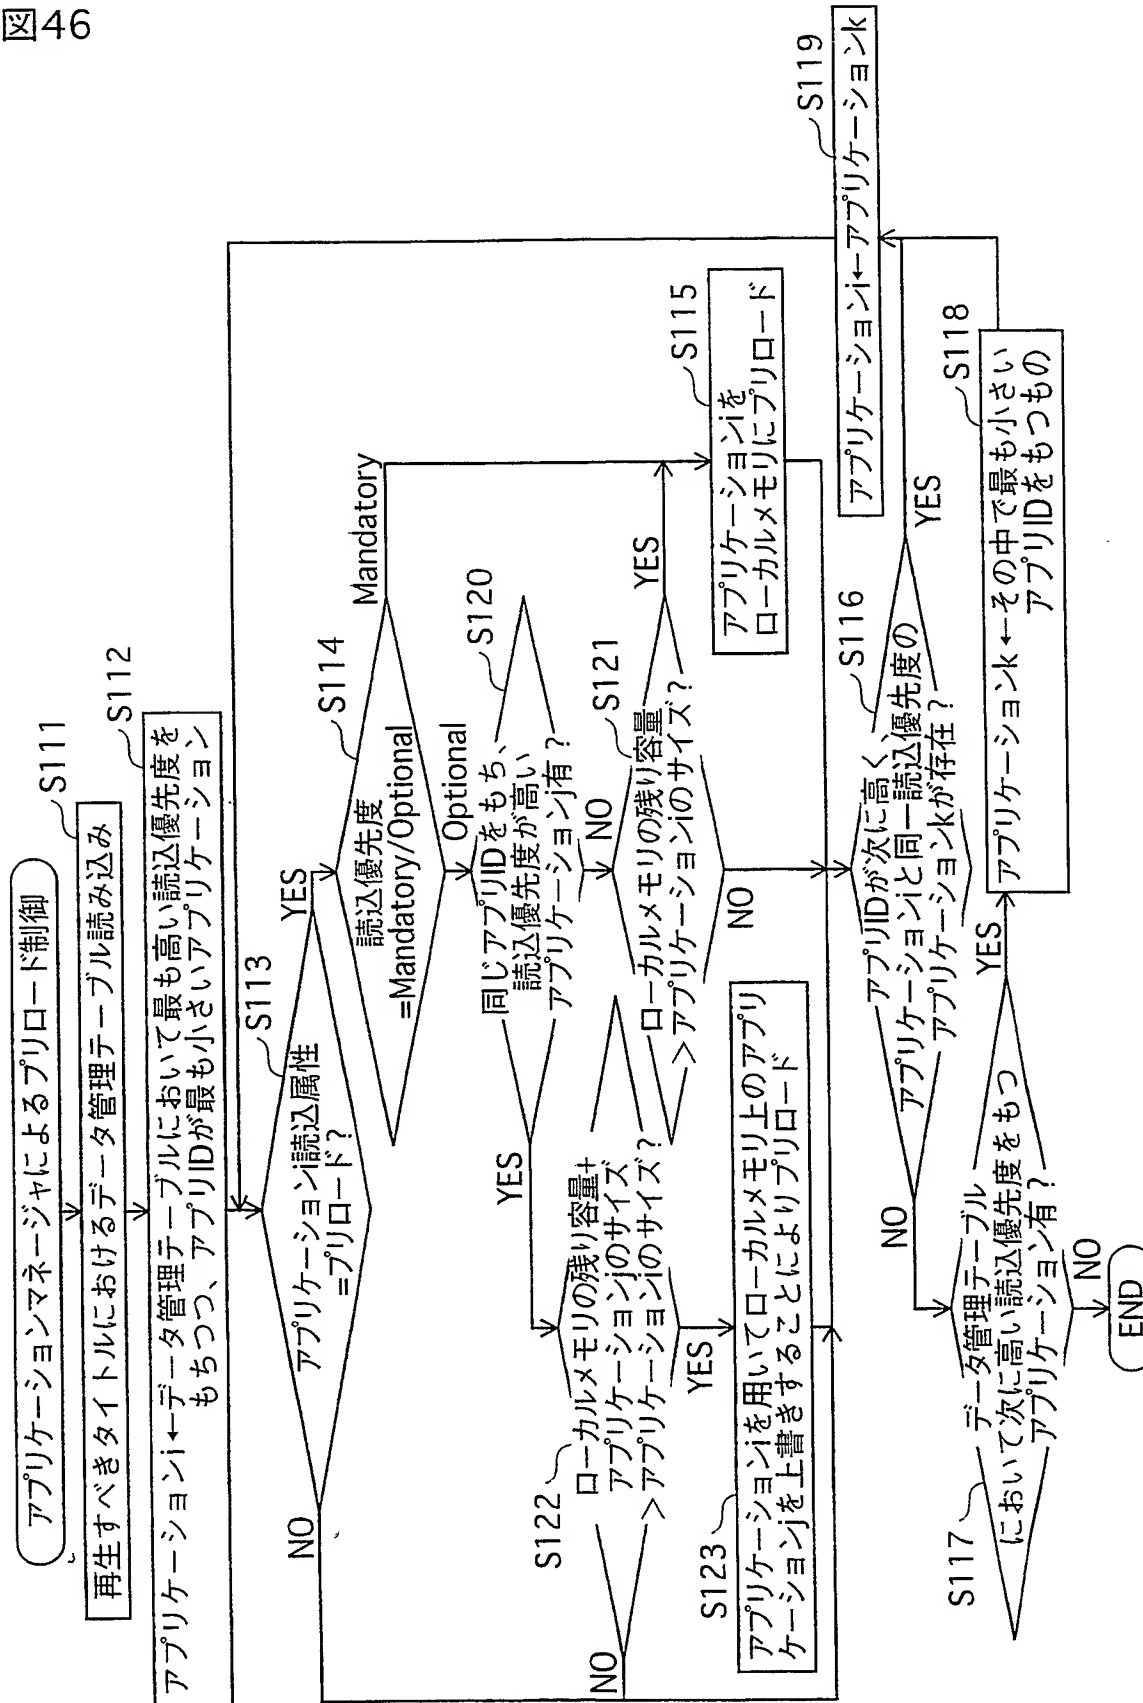 図46
アプリケーションマネージャによるプリロード制御
S111
再生すべきタイトルにおけるデータ管理テーブル読み込み
S112
アプリケーションi←データ管理テーブルにおいて最も高い読込優先度を
もちつつ、アプリIDが最も小さいアプリケーション
S113
アプリケーションi読込属性
=プリロード?
YES
NO
S114
読込優先度
=Mandatory/Optional
Mandatory
Optional
S120
同じアプリIDをもち、
読込優先度が高い
アプリケーションj有?
YES
NO
S121
ローカルメモリの残り容量
>アプリケーションiのサイズ?
YES
NO
S115
アプリケーションiを
ローカルメモリにプリロード
S122
ローカルメモリの残り容量+
アプリケーションjのサイズ
>アプリケーションiのサイズ?
YES
NO
S123
アプリケーションiを用いてローカルメモリ上のアプリ
ケーションjを上書きすることによりプリロード
S116
アプリIDが次に高く、
アプリケーションiと同一読込優先度の
アプリケーションkが存在?
YES
NO
S119
アプリケーションi←アプリケーションk
S117
データ管理テーブル
において次に高い読込優先度をもつ
アプリケーション有?
YES
NO
S118
アプリケーションk←その中で最も小さい
アプリIDをもつもの
END